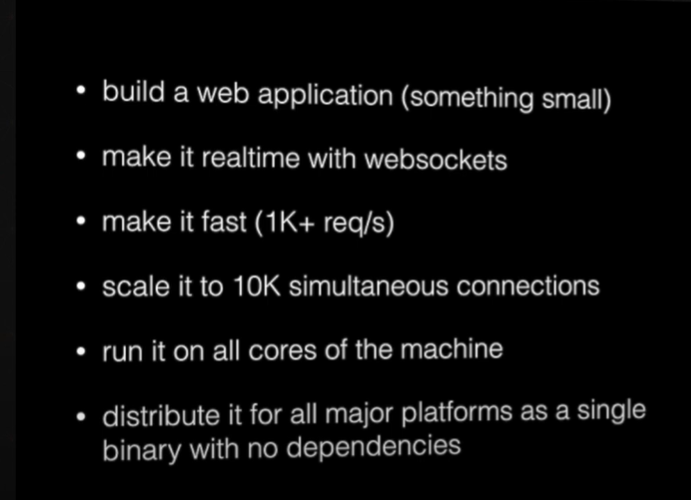 • build a web application (something small)
• make it realtime with websockets
• make it fast (1K+ req/s)
• scale it to 10K simultaneous connections
• run it on all cores of the machine
• distribute it for all major platforms as a single
binary with no dependencies